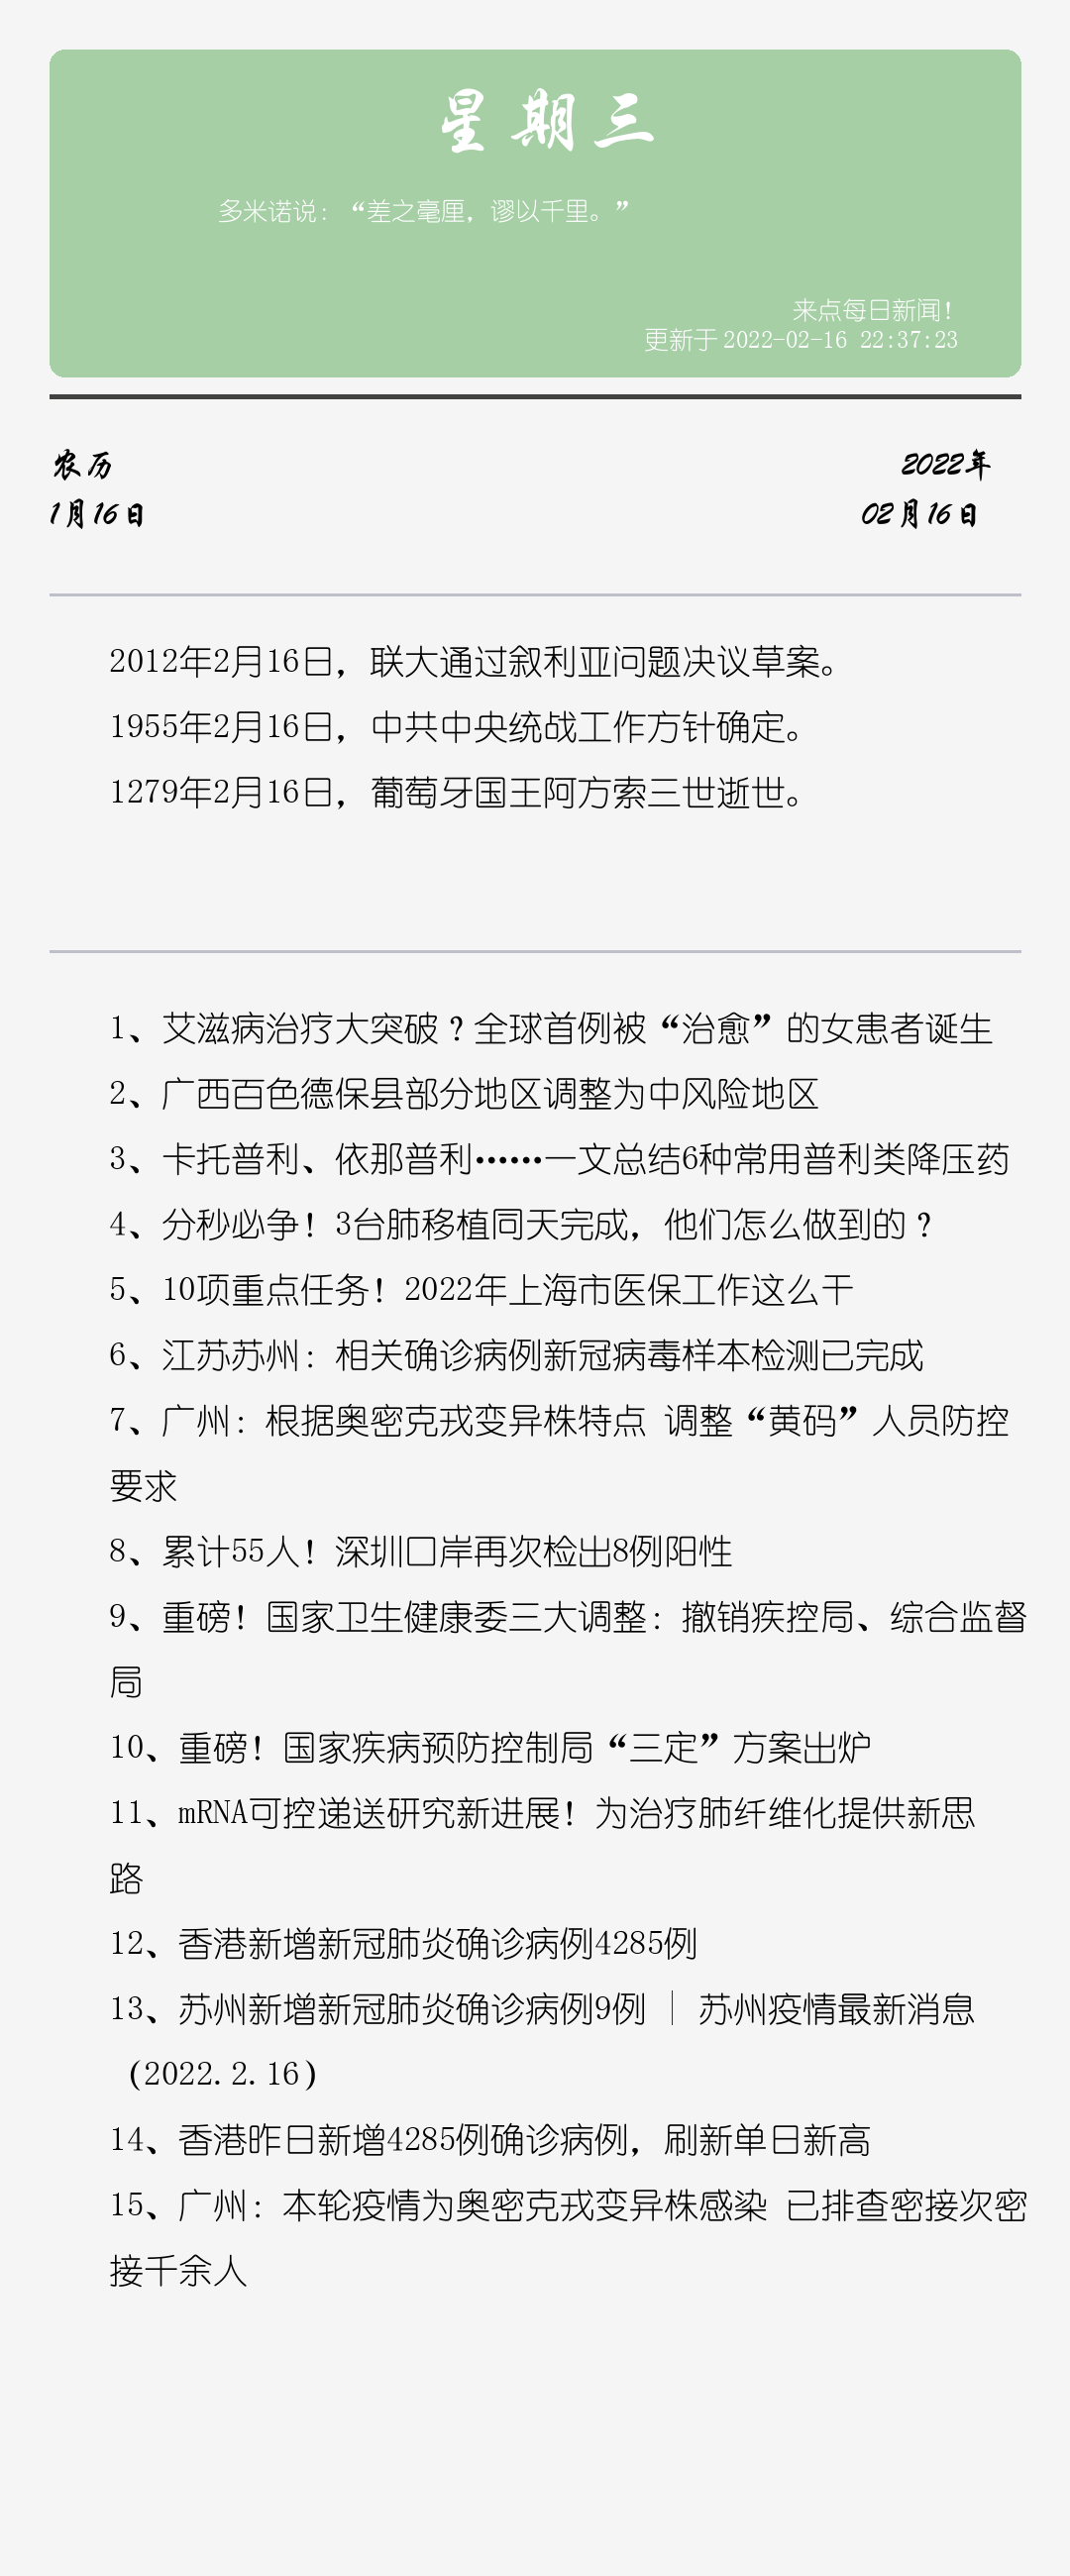 星期三
多米诺说：“差之毫厘，谬以千里。”
来点每日新闻！
更新于 2022-02-16 22:37:23
农历
2022年
1月16日
02月16日
2012年2月16日，联大通过叙利亚问题决议草案。
1955年2月16日，中共中央统战工作方针确定。
1279年2月16日，葡萄牙国王阿方索三世逝世。
1、艾滋病治疗大突破？全球首例被“治愈”的女患者诞生
2、广西百色德保县部分地区调整为中风险地区
3、卡托普利、依那普利……一文总结6种常用普利类降压药
4、分秒必争！3台肺移植同天完成，他们怎么做到的？
5、10项重点任务！2022年上海市医保工作这么干
6、江苏苏州：相关确诊病例新冠病毒样本检测已完成
7、广州：根据奥密克戎变异株特点 调整“黄码”人员防控
要求
8、累计55人！深圳口岸再次检出8例阳性
9、重磅！国家卫生健康委三大调整：撤销疾控局、综合监督
局
10、重磅！国家疾病预防控制局“三定”方案出炉
11、mRNA可控递送研究新进展！为治疗肺纤维化提供新思
路
12、香港新增新冠肺炎确诊病例4285例
13、苏州新增新冠肺炎确诊病例9例 | 苏州疫情最新消息
（2022.2.16）
14、香港昨日新增4285例确诊病例，刷新单日新高
15、广州：本轮疫情为奥密克戎变异株感染 已排查密接次密
接千余人